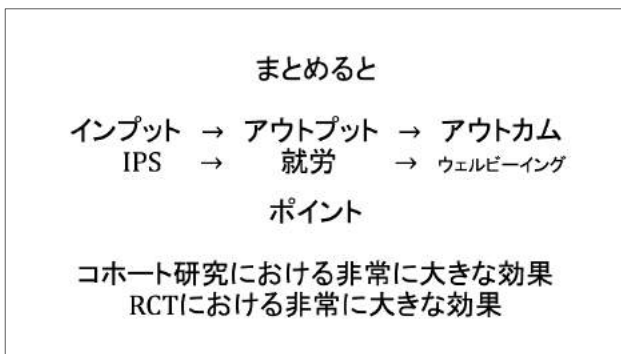 まとめると
インプット → アウトプット → アウトカム
IPS → 就労 → ウェルビーイング
ポイント
コホート研究における非常に大きな効果
RCTにおける非常に大きな効果